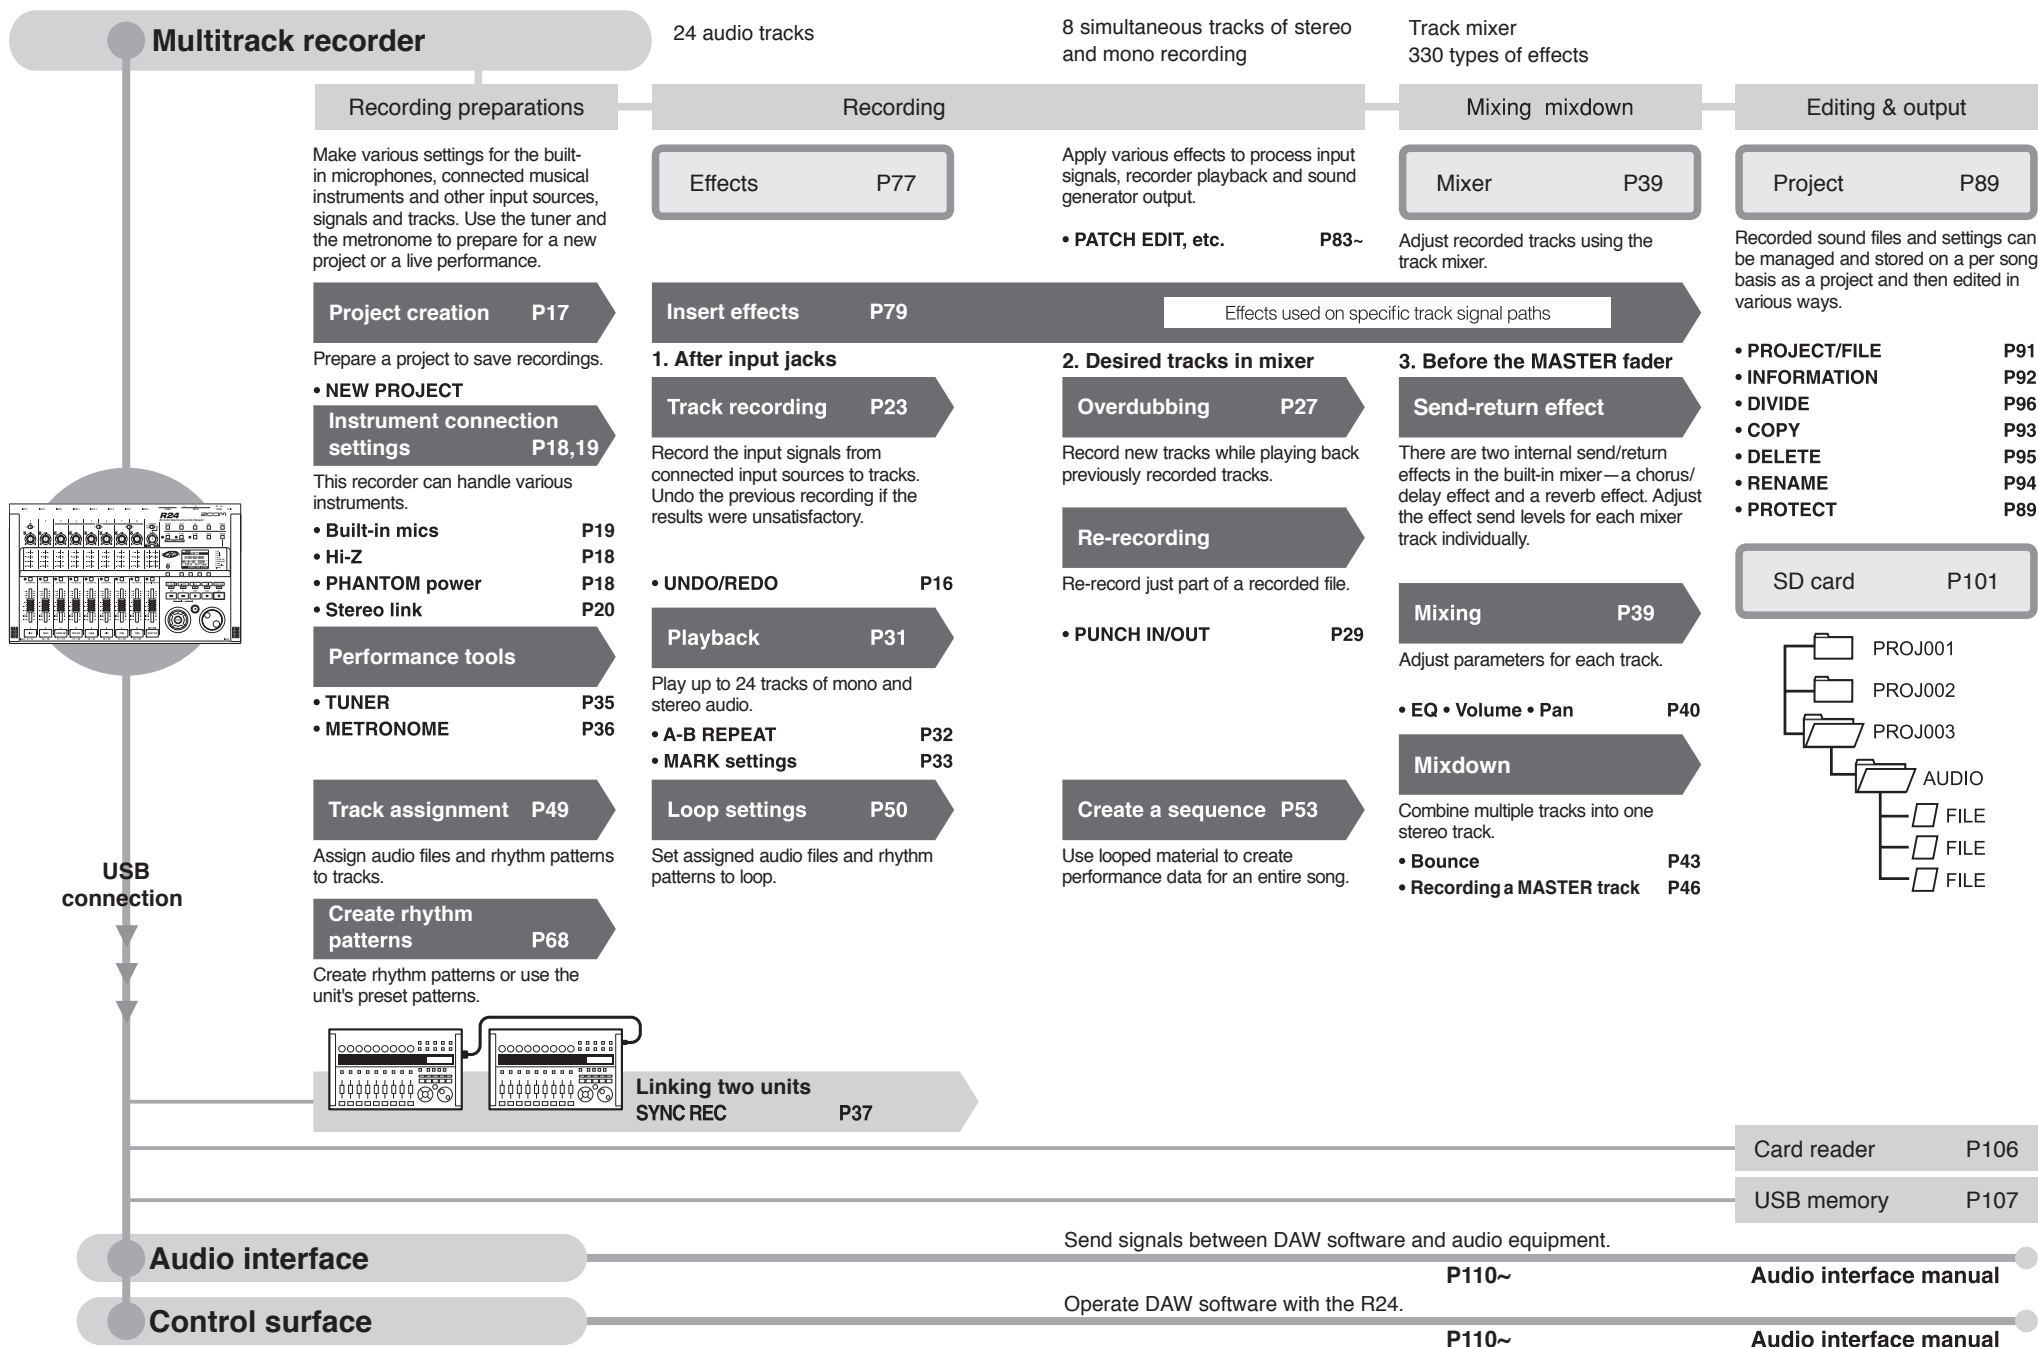 Multitrack recorder
24 audio tracks
8 simultaneous tracks of stereo
and mono recording
Track mixer
330 types of effects
Recording preparations
Recording
Mixing mixdown
Editing & output
Make various settings for the built-
in microphones, connected musical
instruments and other input sources,
signals and tracks. Use the tuner and
the metronome to prepare for a new
project or a live performance.
Project creation P17
Prepare a project to save recordings.
• NEW PROJECT
Instrument connection
settings P18,19
This recorder can handle various
instruments.
• Built-in mics P19
• Hi-Z P18
• PHANTOM power P18
• Stereo link P20
Performance tools
• TUNER P35
• METRONOME P36
Track assignment P49
Assign audio files and rhythm patterns
to tracks.
Create rhythm
patterns P68
Create rhythm patterns or use the
unit's preset patterns.
Effects P77
Apply various effects to process input
signals, recorder playback and sound
generator output.
• PATCH EDIT, etc. P83~
Insert effects P79
Effects used on specific track signal paths
1. After input jacks
Track recording P23
Record the input signals from
connected input sources to tracks.
Undo the previous recording if the
results were unsatisfactory.
• UNDO/REDO P16
Playback P31
Play up to 24 tracks of mono and
stereo audio.
• A-B REPEAT P32
• MARK settings P33
Loop settings P50
Set assigned audio files and rhythm
patterns to loop.
2. Desired tracks in mixer
Overdubbing P27
Record new tracks while playing back
previously recorded tracks.
Re-recording
Re-record just part of a recorded file.
• PUNCH IN/OUT P29
Create a sequence P53
Use looped material to create
performance data for an entire song.
Mixer P39
Adjust recorded tracks using the
track mixer.
3. Before the MASTER fader
Send-return effect
There are two internal send/return
effects in the built-in mixer—a chorus/
delay effect and a reverb effect. Adjust
the effect send levels for each mixer
track individually.
Mixing P39
Adjust parameters for each track.
• EQ • Volume • Pan P40
Mixdown
Combine multiple tracks into one
stereo track.
• Bounce P43
• Recording a MASTER track P46
Project P89
Recorded sound files and settings can
be managed and stored on a per song
basis as a project and then edited in
various ways.
• PROJECT/FILE P91
• INFORMATION P92
• DIVIDE P96
• COPY P93
• DELETE P95
• RENAME P94
• PROTECT P89
SD card P101
PROJ001
PROJ002
PROJ003
AUDIO
FILE
FILE
FILE
R24
ZOOM
USB
connection
Linking two units
SYNC REC P37
Card reader P106
USB memory P107
Audio interface
Send signals between DAW software and audio equipment.
P110~ Audio interface manual
Control surface
Operate DAW software with the R24.
P110~ Audio interface manual